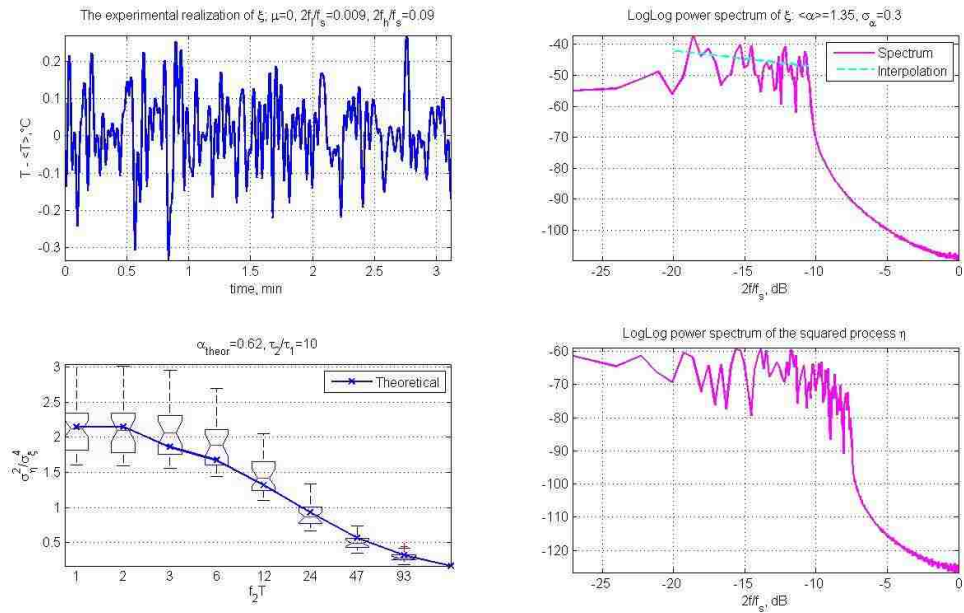 The experimental realization of ξ; μ=0, 2f_l/f_s=0.009, 2f_h/f_s=0.09
0.2
0.1
0
-0.1
-0.2
-0.3
T - <T>,°C
0 0.5 1 1.5 2 2.5 3
time, min
LogLog power spectrum of ξ: <α>=1.35, σ_α=0.3
Spectrum
Interpolation
-40
-50
-60
-70
-80
-90
-100
-25 -20 -15 -10 -5 0
2f/f_s, dB
α_theor=0.62, τ_2/τ_1=10
Theoretical
3
2.5
2
1.5
1
0.5
σ_η^2/σ_ξ^4
1 2 3 6 12 24 47 93
f_2T
LogLog power spectrum of the squared process η
-60
-70
-80
-90
-100
-110
-120
-25 -20 -15 -10 -5 0
2f/f_s, dB